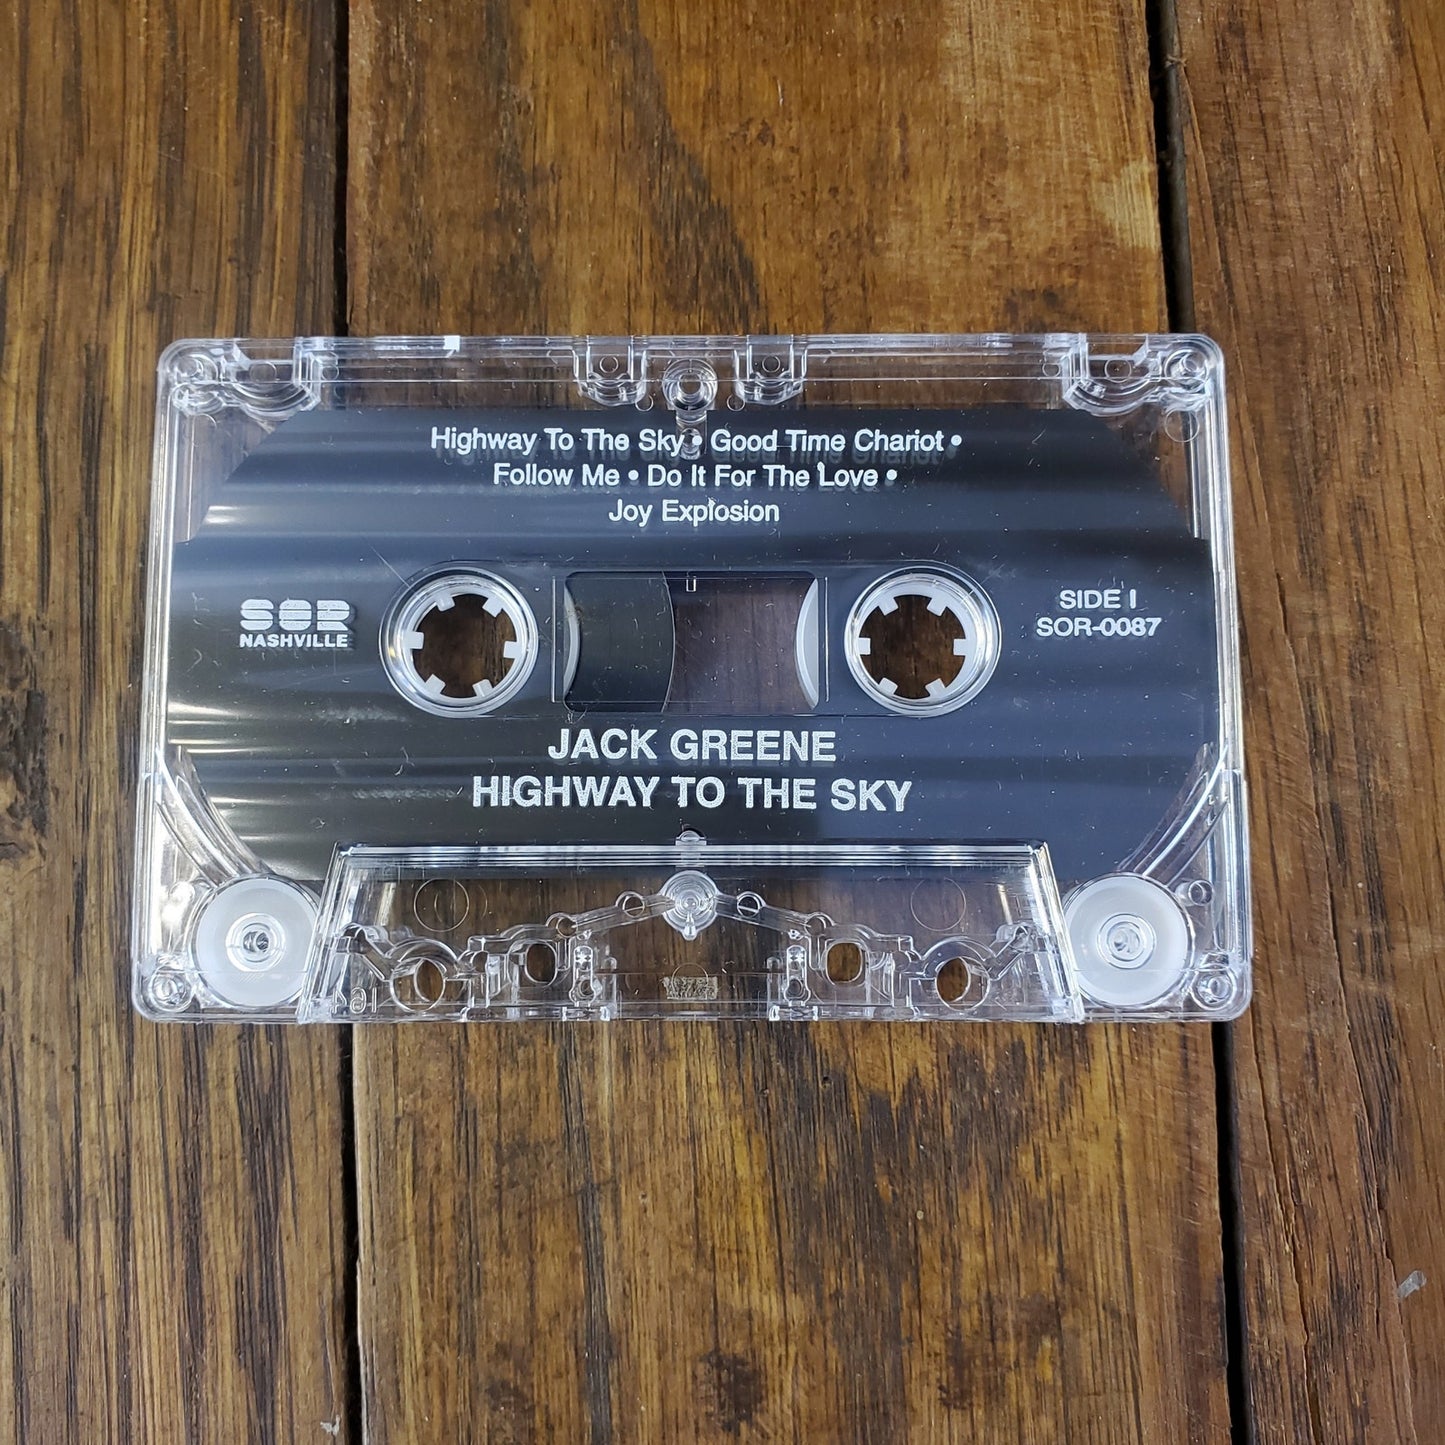 Highway To The Sky • Good Time Chariot •
Follow Me • Do It For The Love •
Joy Explosion
SOR
NASHVILLE
SIDE I
SOR-0087
JACK GREENE
HIGHWAY TO THE SKY